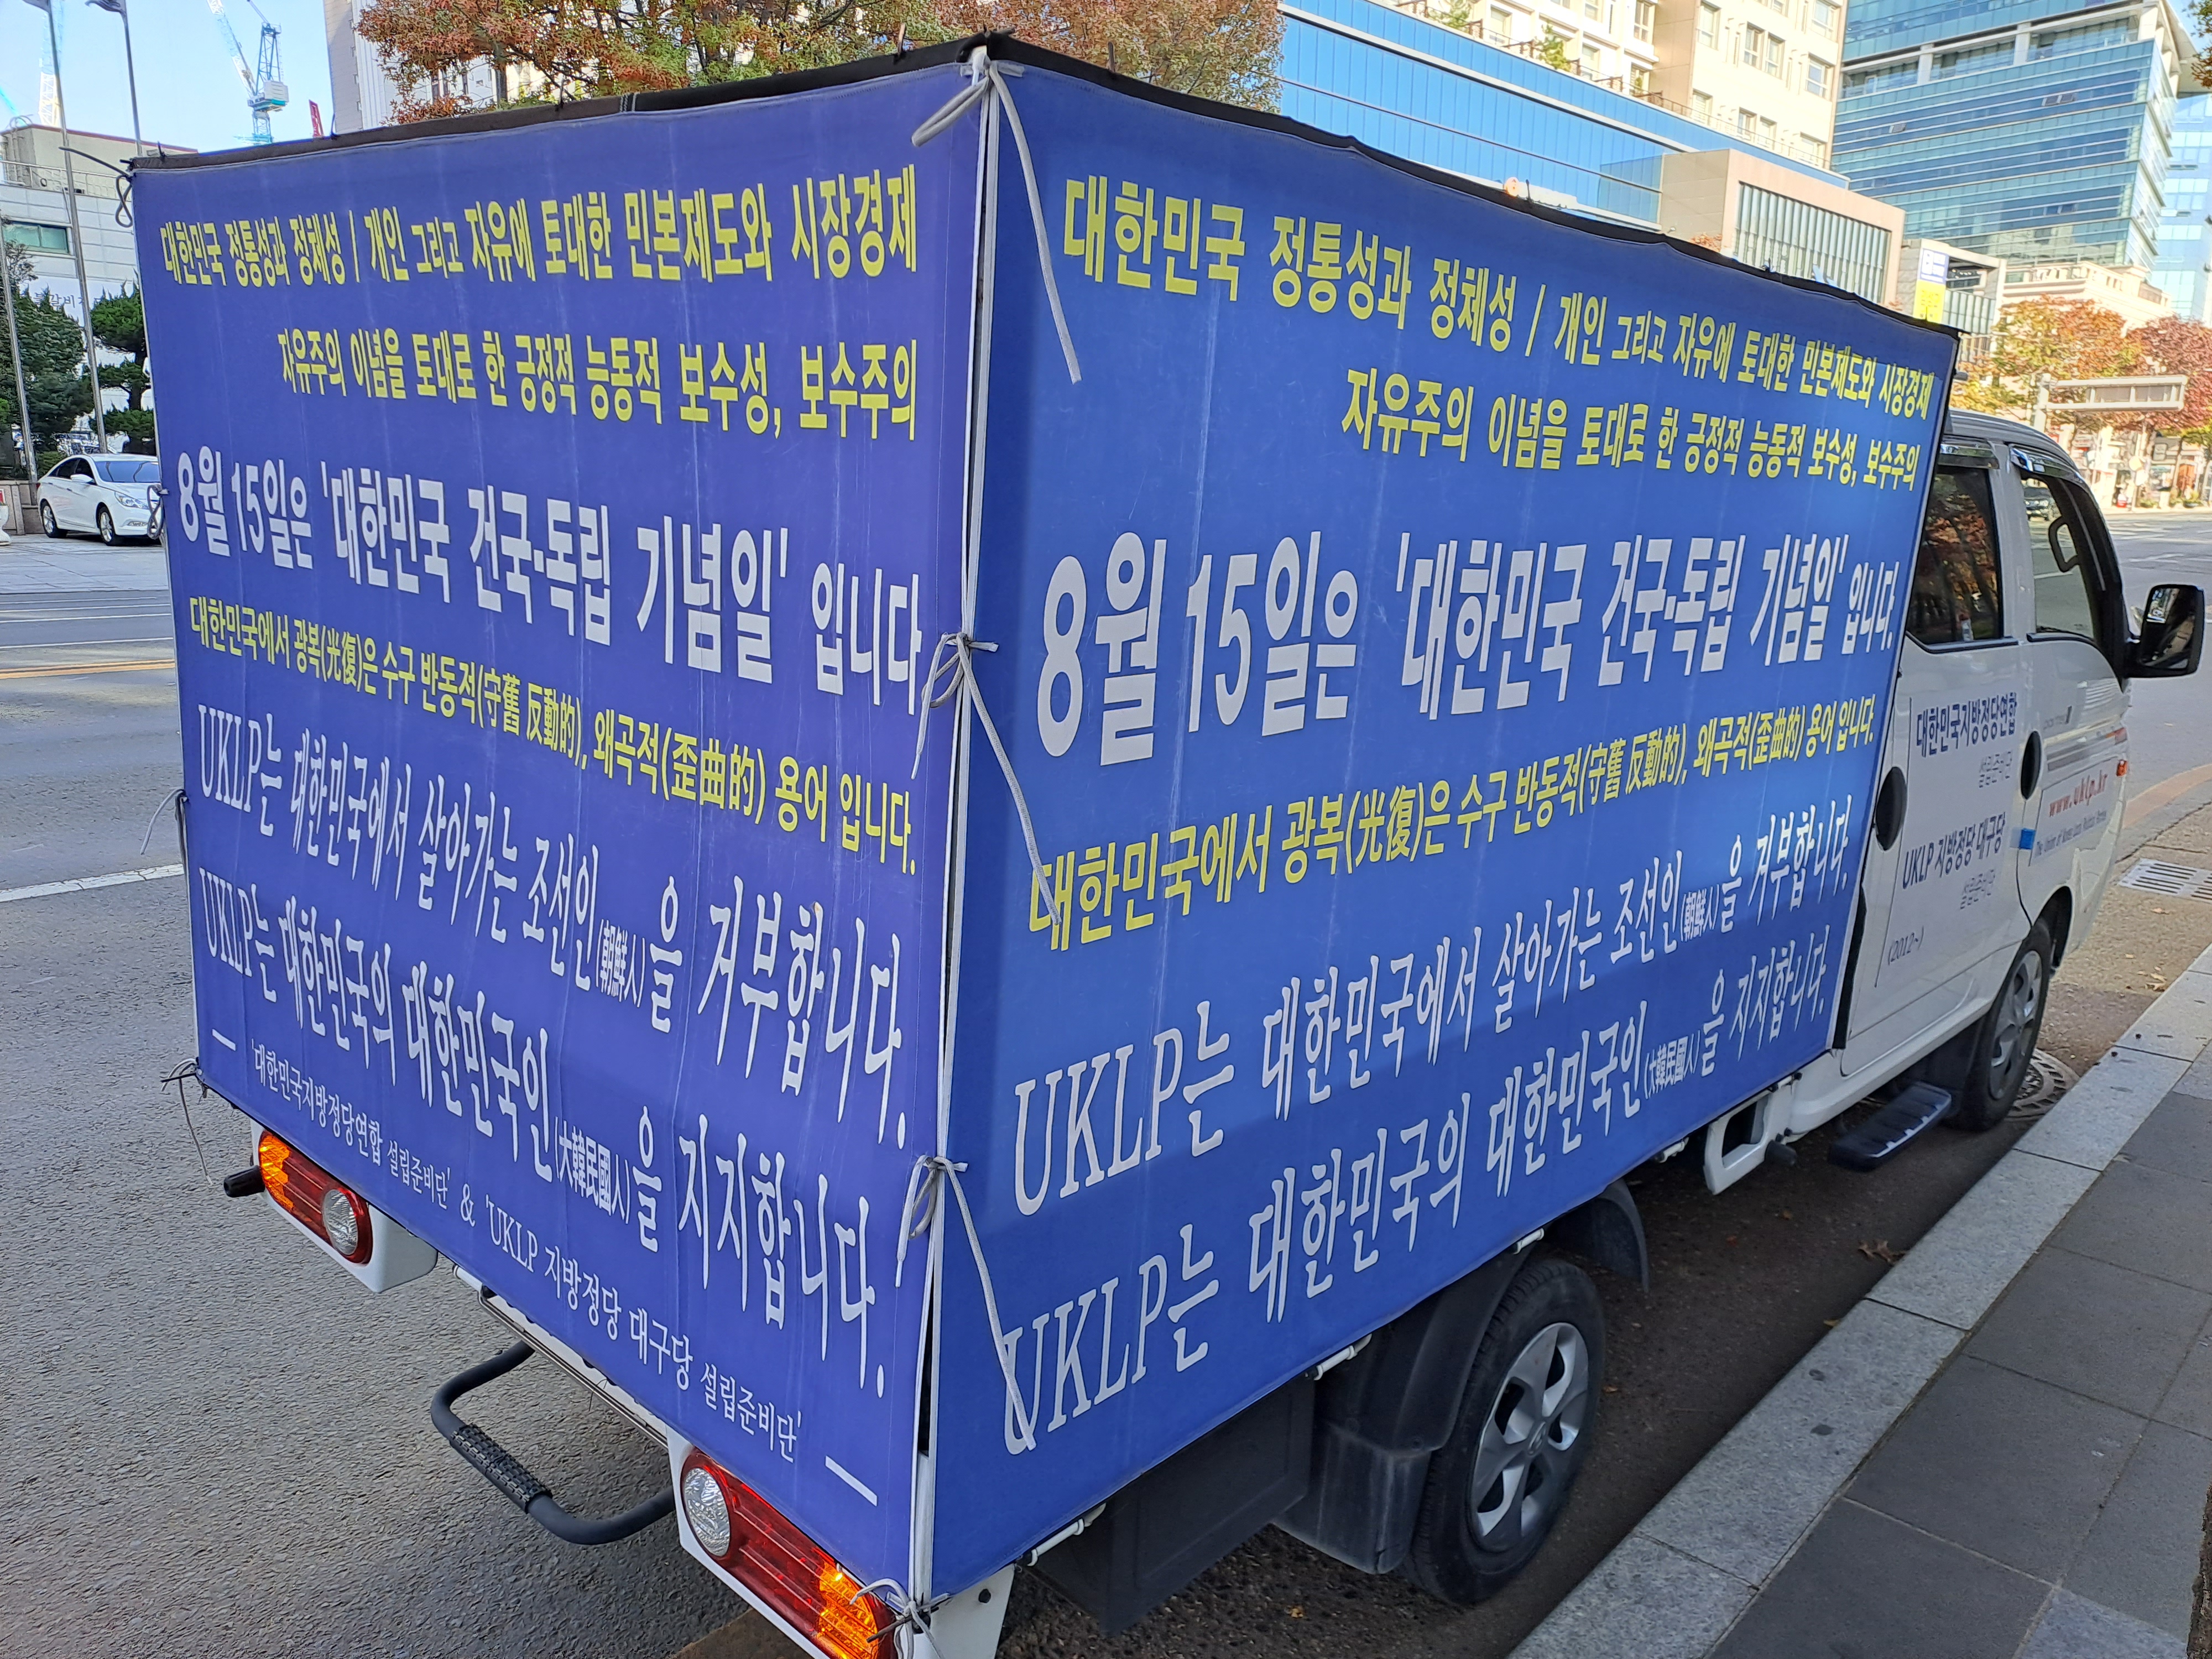 대한민국 정통성과 정체성 / 개인 그리고 자유에 토대한 민본제도와 시장경제
자유주의 이념을 토대로 한 긍정적 능동적 보수성, 보수주의
8월 15일은 '대한민국 건국·독립 기념일' 입니다
대한민국에서 광복(光復)은 수구 반동적(守舊 反動的), 왜곡적(歪曲的) 용어 입니다.
UKLP는 대한민국에서 살아가는 조선인(朝鮮人)을 거부합니다.
UKLP는 대한민국의 대한민국인(大韓民國人)을 지지합니다.
— '대한민국지방정당연합 설립준비단' & 'UKLP 지방정당 대구당 설립준비단' —
대한민국 정통성과 정체성 / 개인 그리고 자유에 토대한 민본제도와 시장경제
자유주의 이념을 토대로 한 긍정적 능동적 보수성, 보수주의
8월 15일은 '대한민국 건국·독립 기념일' 입니다.
대한민국에서 광복(光復)은 수구 반동적(守舊 反動的), 왜곡적(歪曲的) 용어 입니다.
UKLP는 대한민국에서 살아가는 조선인(朝鮮人)을 거부합니다.
UKLP는 대한민국의 대한민국인(大韓民國人)을 지지합니다.
대한민국지방정당연합
설립준비단
UKLP 지방정당 대구당
설립준비단
(2012~)
www.uklp.kr